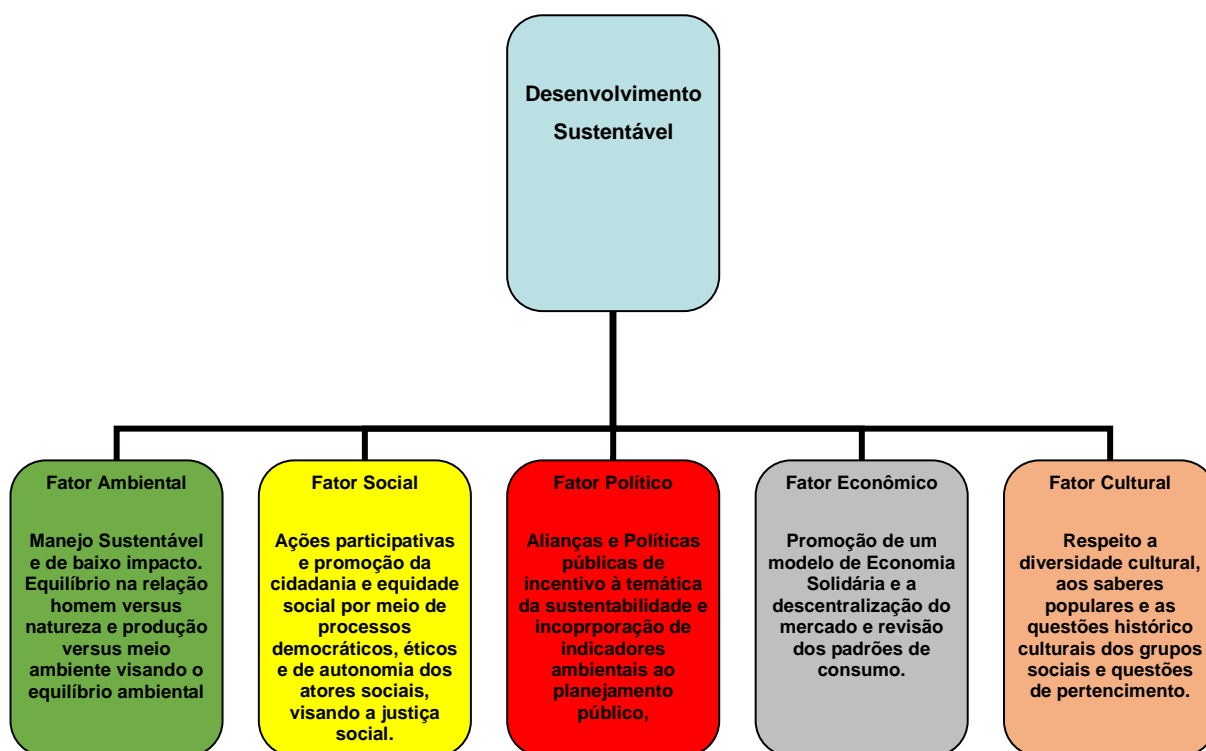 Desenvolvimento
Sustentável
Fator Ambiental
Manejo Sustentável
e de baixo impacto.
Equilíbrio na relação
homem versus
natureza e produção
versus meio
ambiente visando o
equilíbrio ambiental
Fator Social
Ações participativas
e promoção da
cidadania e equidade
social por meio de
processos
democráticos, éticos
e de autonomia dos
atores sociais,
visando a justiça
social.
Fator Político
Alianças e Políticas
públicas de
incentivo à temática
da sustentabilidade e
incoprporação de
indicadores
ambientais ao
planejamento
público,
Fator Econômico
Promoção de um
modelo de Economia
Solidária e a
descentralização do
mercado e revisão
dos padrões de
consumo.
Fator Cultural
Respeito a
diversidade cultural,
aos saberes
populares e as
questões histórico
culturais dos grupos
sociais e questões
de pertencimento.